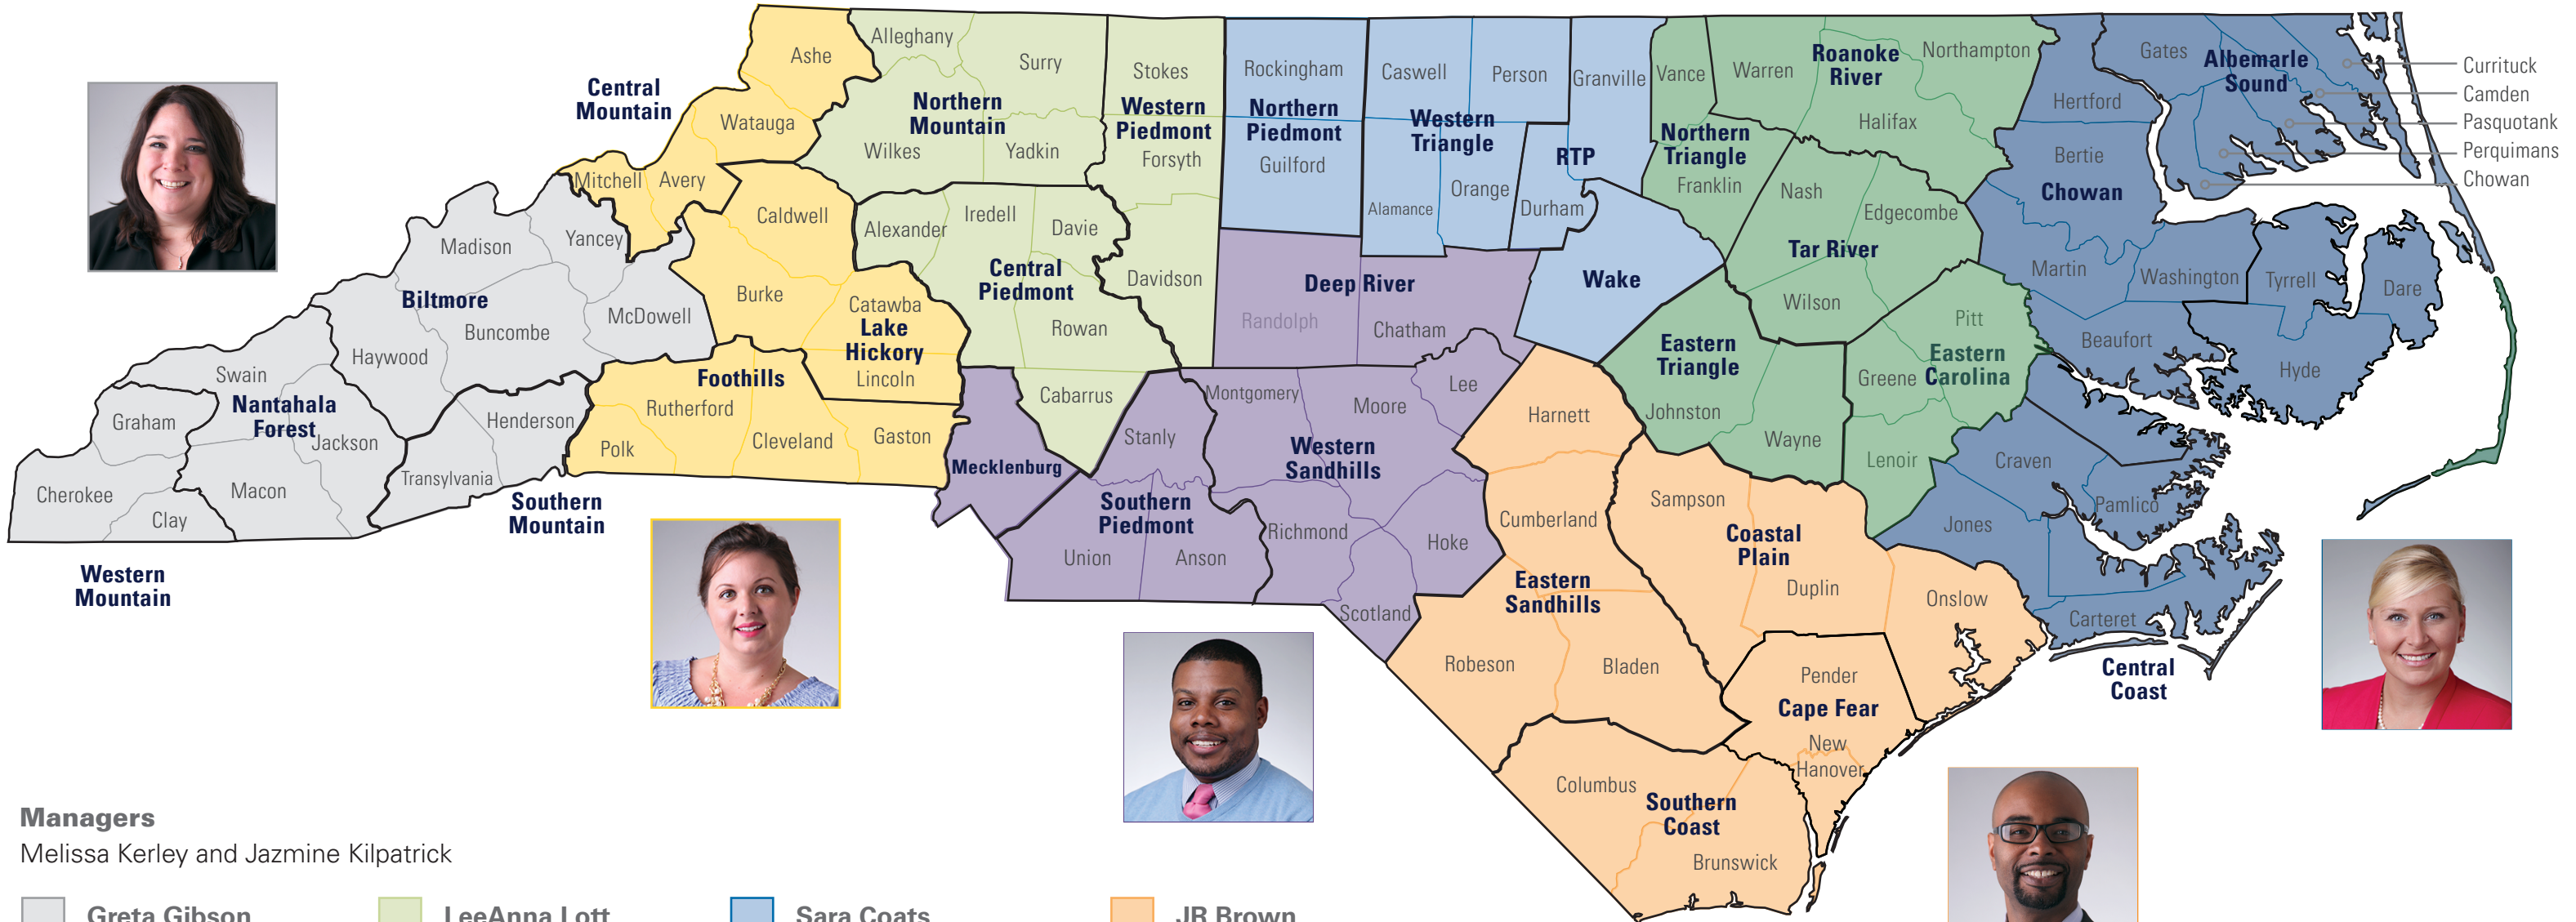 Ashe
Alleghany
Surry
Stokes
Rockingham
Caswell
Person
Granville
Vance
Warren
Roanoke
River
Northampton
Gates
Albemarle
Sound
Currituck
Camden
Pasquotank
Perquimans
Chowan
Central
Mountain
Watauga
Northern
Mountain
Wilkes
Yadkin
Western
Piedmont
Forsyth
Northern
Piedmont
Guilford
Western
Triangle
RTP
Northern
Triangle
Franklin
Halifax
Hertford
Bertie
Chowan
Mitchell
Avery
Caldwell
Alexander
Iredell
Davie
Alamance
Orange
Durham
Nash
Edgecombe
Madison
Yancey
Central
Piedmont
Davidson
Deep River
Wake
Tar River
Martin
Washington
Tyrrell
Dare
Biltmore
Buncombe
McDowell
Burke
Catawba
Lake
Hickory
Lincoln
Rowan
Randolph
Chatham
Wilson
Pitt
Beaufort
Hyde
Haywood
Swain
Foothills
Rutherford
Cabarrus
Montgomery
Moore
Lee
Eastern
Triangle
Johnston
Wayne
Greene
Eastern
Carolina
Graham
Nantahala
Forest
Jackson
Henderson
Polk
Cleveland
Gaston
Mecklenburg
Stanly
Western
Sandhills
Harnett
Lenoir
Craven
Pamlico
Cherokee
Clay
Macon
Transylvania
Southern
Mountain
Southern
Piedmont
Union
Anson
Richmond
Hoke
Scotland
Cumberland
Sampson
Coastal
Plain
Duplin
Jones
Onslow
Carteret
Central
Coast
Western
Mountain
Eastern
Sandhills
Robeson
Bladen
Pender
Cape Fear
New
Hanover
Columbus
Southern
Coast
Brunswick
Managers
Melissa Kerley and Jazmine Kilpatrick
Greta Gibson
LeeAnna Lott
Sara Coats
JR Brown